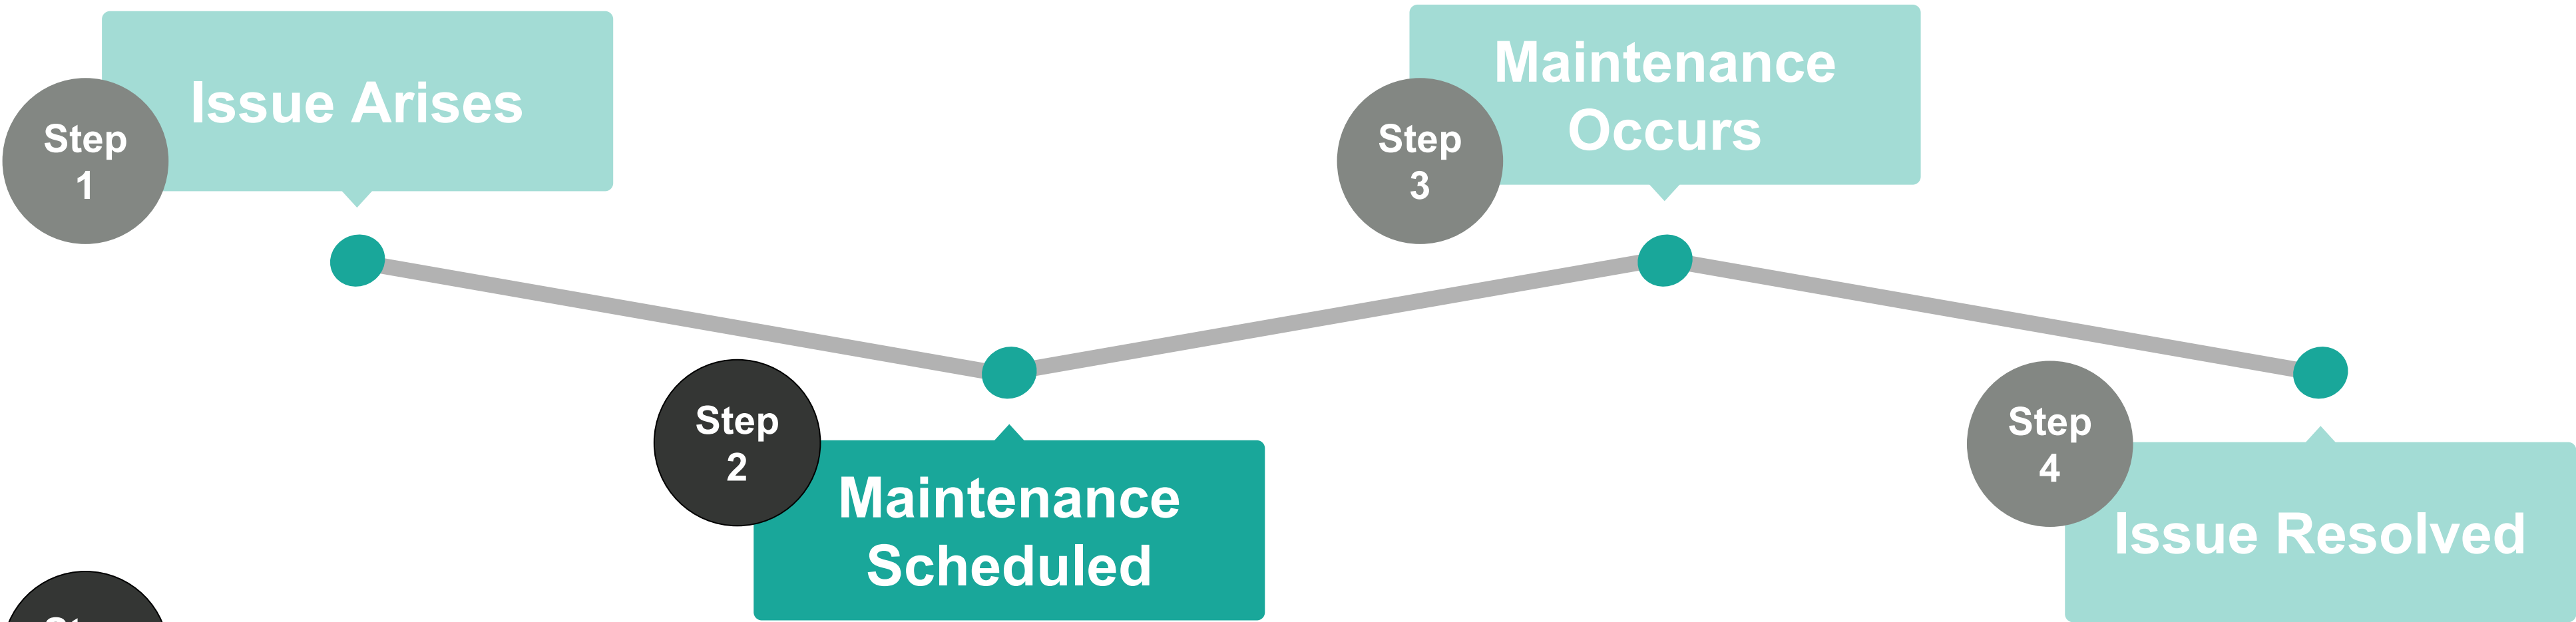 Step
1
Issue Arises
Step
2
Maintenance
Scheduled
Step
3
Maintenance
Occurs
Step
4
Issue Resolved